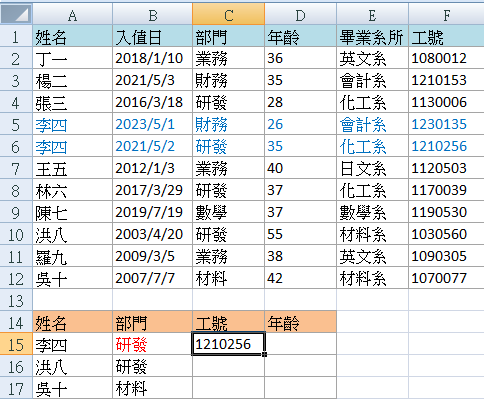 A B C D E F
1 姓名 入值日 部門 年齡 畢業系所 工號
2 丁一 2018/1/10 業務 36 英文系 1080012
3 楊二 2021/5/3 財務 35 會計系 1210153
4 張三 2016/3/18 研發 28 化工系 1130006
5 李四 2023/5/1 財務 26 會計系 1230135
6 李四 2021/5/2 研發 35 化工系 1210256
7 王五 2012/1/3 業務 40 日文系 1120503
8 林六 2017/3/29 研發 37 化工系 1170039
9 陳七 2019/7/19 數學 37 數學系 1190530
10 洪八 2003/4/20 研發 55 材料系 1030560
11 羅九 2009/3/5 業務 38 英文系 1090305
12 吳十 2007/7/7 材料 42 材料系 1070077
13
14 姓名 部門 工號 年齡
15 李四 研發 1210256
16 洪八 研發
17 吳十 材料